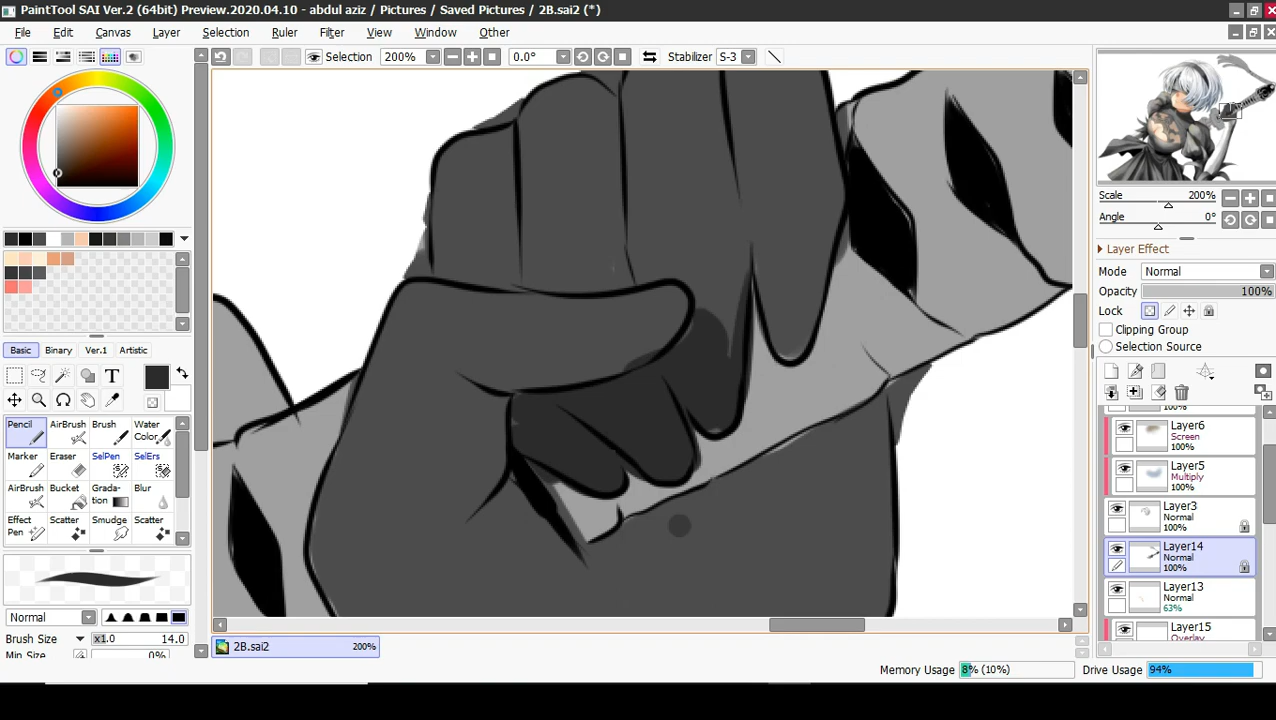 PaintTool SAI Ver.2 (64bit) Preview.2020.04.10 - abdul aziz / Pictures / Saved Pictures / 2B.sai2 (*)
File Edit Canvas Layer Selection Ruler Filter View Window Other
Selection 200% 0.0° Stabilizer S-3
Scale 200%
Angle 0°
Layer Effect
Mode Normal
Opacity 100%
Lock
Clipping Group
Selection Source
Basic Binary Ver.1 Artistic
T
Pencil AirBrush Brush Water Color
Marker Eraser SelPen SelErs
AirBrush Bucket Grada-tion Blur
Effect Pen Scatter Smudge Scatter
Normal
Brush Size x1.0 14.0
Min Size 0%
100%
Layer6
Screen
100%
Layer5
Multiply
100%
Layer3
Normal
100%
Layer14
Normal
100%
Layer13
Normal
63%
Layer15
Overlay
2B.sai2 200%
Memory Usage 8% (10%) Drive Usage 94%